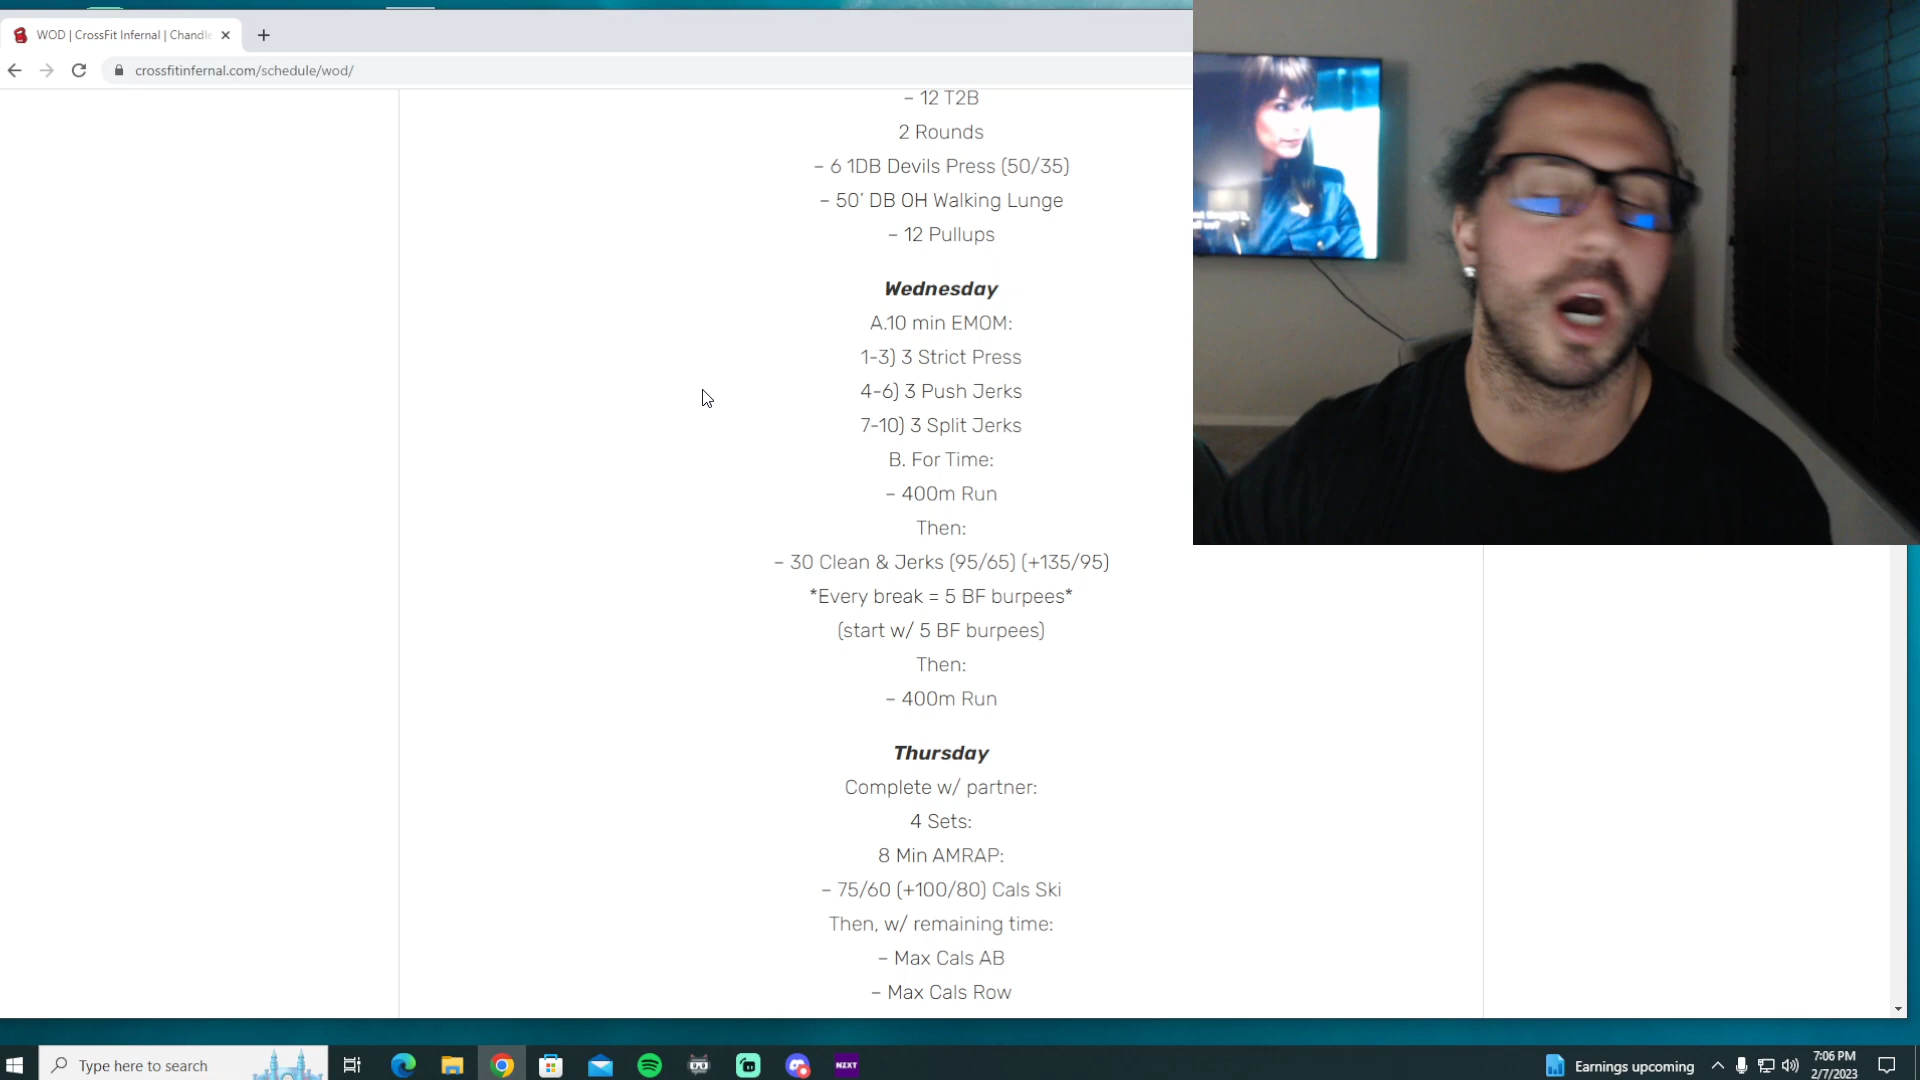 WOD | CrossFit Infernal | Chandle
crossfitinfernal.com/schedule/wod/
– 12 T2B
2 Rounds
– 6 1DB Devils Press (50/35)
– 50’ DB OH Walking Lunge
– 12 Pullups
Wednesday
A.10 min EMOM:
1-3) 3 Strict Press
4-6) 3 Push Jerks
7-10) 3 Split Jerks
B. For Time:
– 400m Run
Then:
– 30 Clean & Jerks (95/65) (+135/95)
*Every break = 5 BF burpees*
(start w/ 5 BF burpees)
Then:
– 400m Run
Thursday
Complete w/ partner:
4 Sets:
8 Min AMRAP:
– 75/60 (+100/80) Cals Ski
Then, w/ remaining time:
– Max Cals AB
– Max Cals Row
Type here to search
NZXT
Earnings upcoming
7:06 PM
2/7/2023